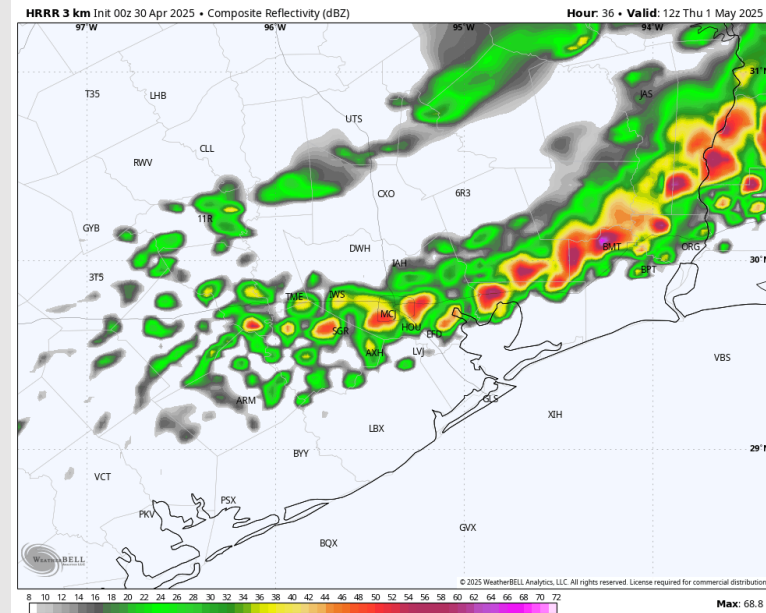 HRRR 3 km Init 00z 30 Apr 2025 • Composite Reflectivity (dBZ)
Hour: 36 • Valid: 12z Thu 1 May 2025
97°W 96°W 95°W 94°W
31°N
T35 LHB JAS
UTS
CLL
RWV
CXO 6R3
11R
GYB
DWH BMT ORG
IAH 30°N
3T5 BPT
TME IWS
MCJ
SGR HOU EFD
AXH LVJ VBS
ARM GLS
XIH
LBX
BYY 29°N
VCT
PSX
PKV GVX
BQX
WeatherBELL
© 2025 WeatherBELL Analytics, LLC. All rights reserved. License required for commercial distribution
8 10 12 14 16 18 20 22 24 26 28 30 32 34 36 38 40 42 44 46 48 50 52 54 56 58 60 62 64 66 68 70 72
Max: 68.8